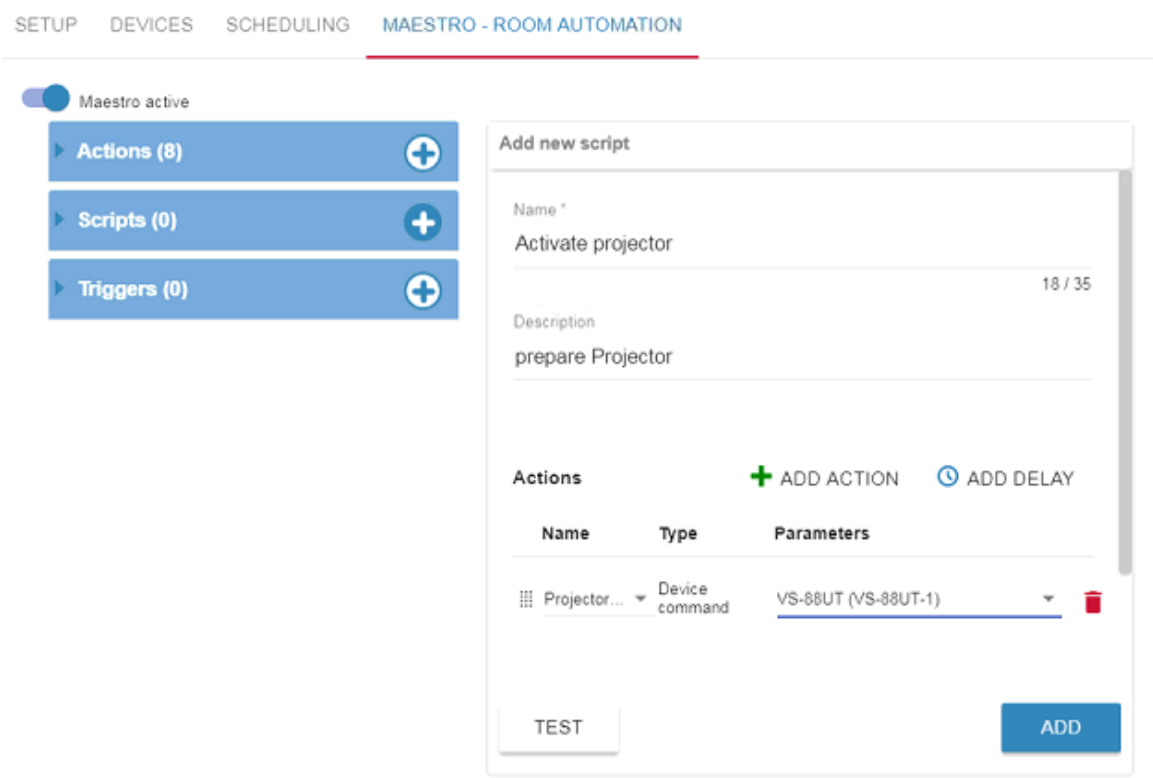 SETUP DEVICES SCHEDULING MAESTRO - ROOM AUTOMATION
Maestro active
Actions (8)
Scripts (0)
Triggers (0)
Add new script
Name *
Activate projector
18 / 35
Description
prepare Projector
Actions ADD ACTION ADD DELAY
Name Type Parameters
Projector... Device command VS-88UT (VS-88UT-1)
TEST ADD